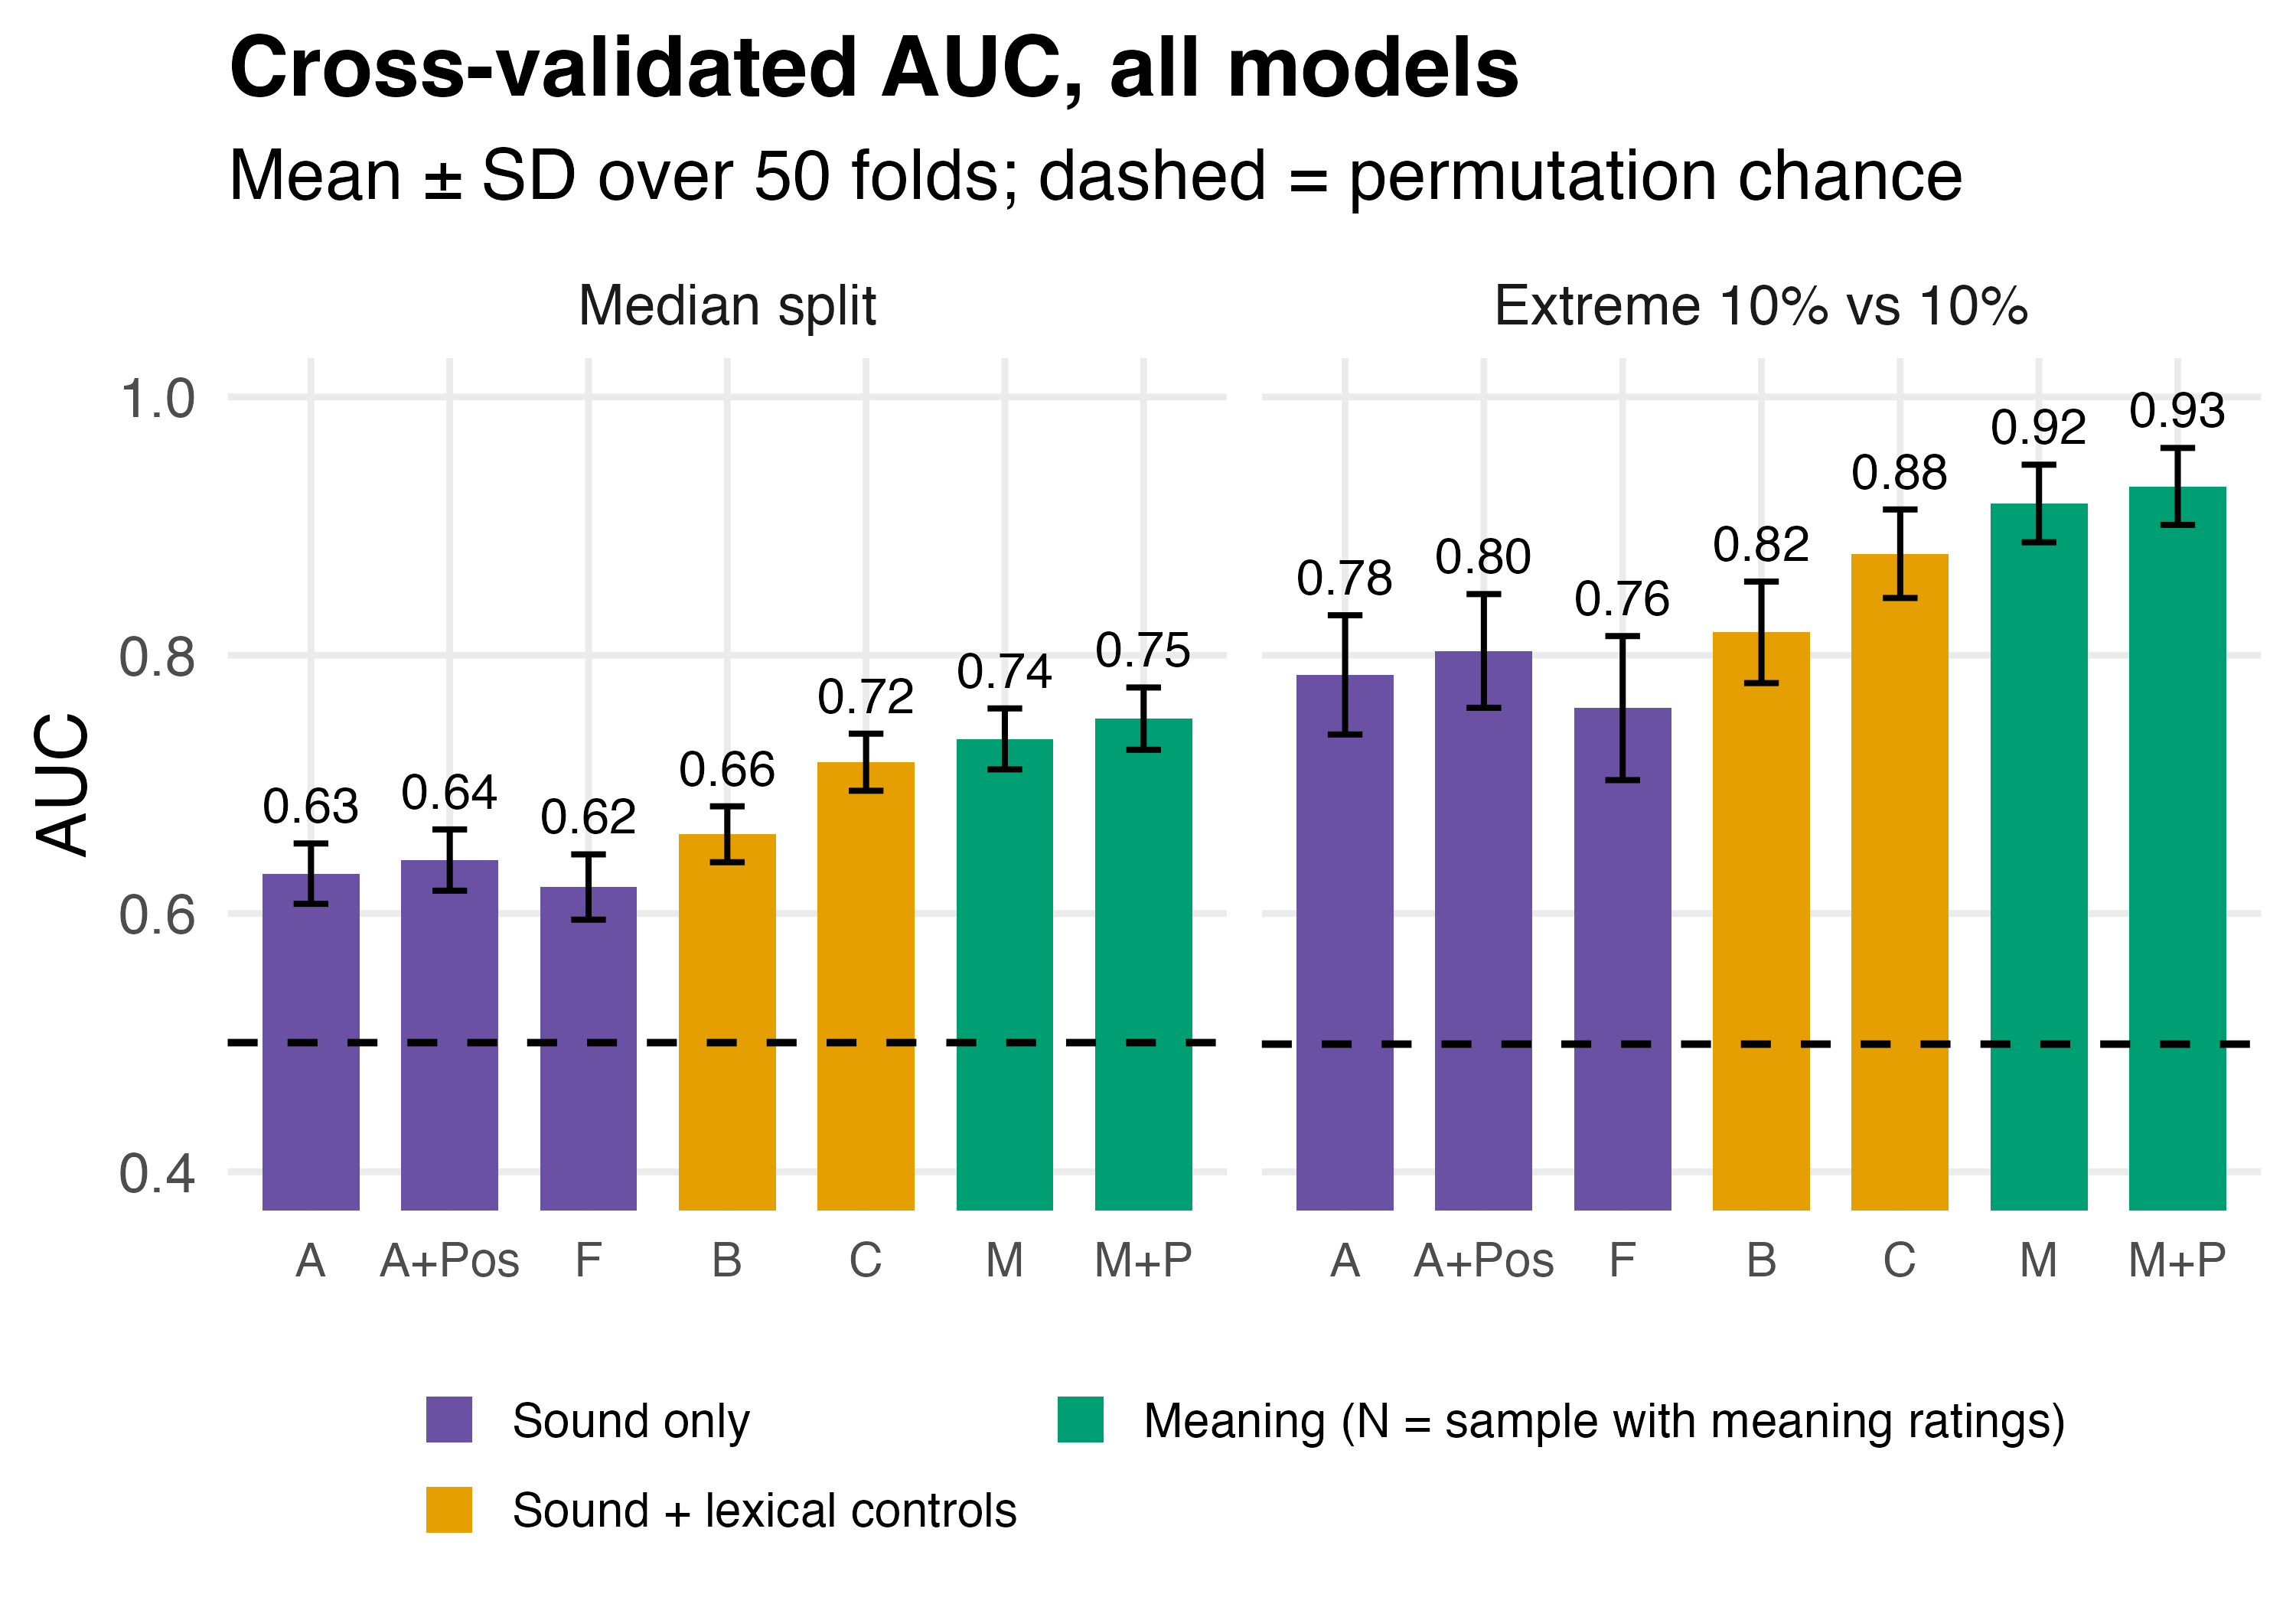 Cross-validated AUC, all models
Mean ± SD over 50 folds; dashed = permutation chance
Median split
Extreme 10% vs 10%
AUC
1.0
0.8
0.6
0.4
0.63
0.64
0.62
0.66
0.72
0.74
0.75
0.78
0.80
0.76
0.82
0.88
0.92
0.93
A A+Pos F B C M M+P
A A+Pos F B C M M+P
Sound only
Sound + lexical controls
Meaning (N = sample with meaning ratings)